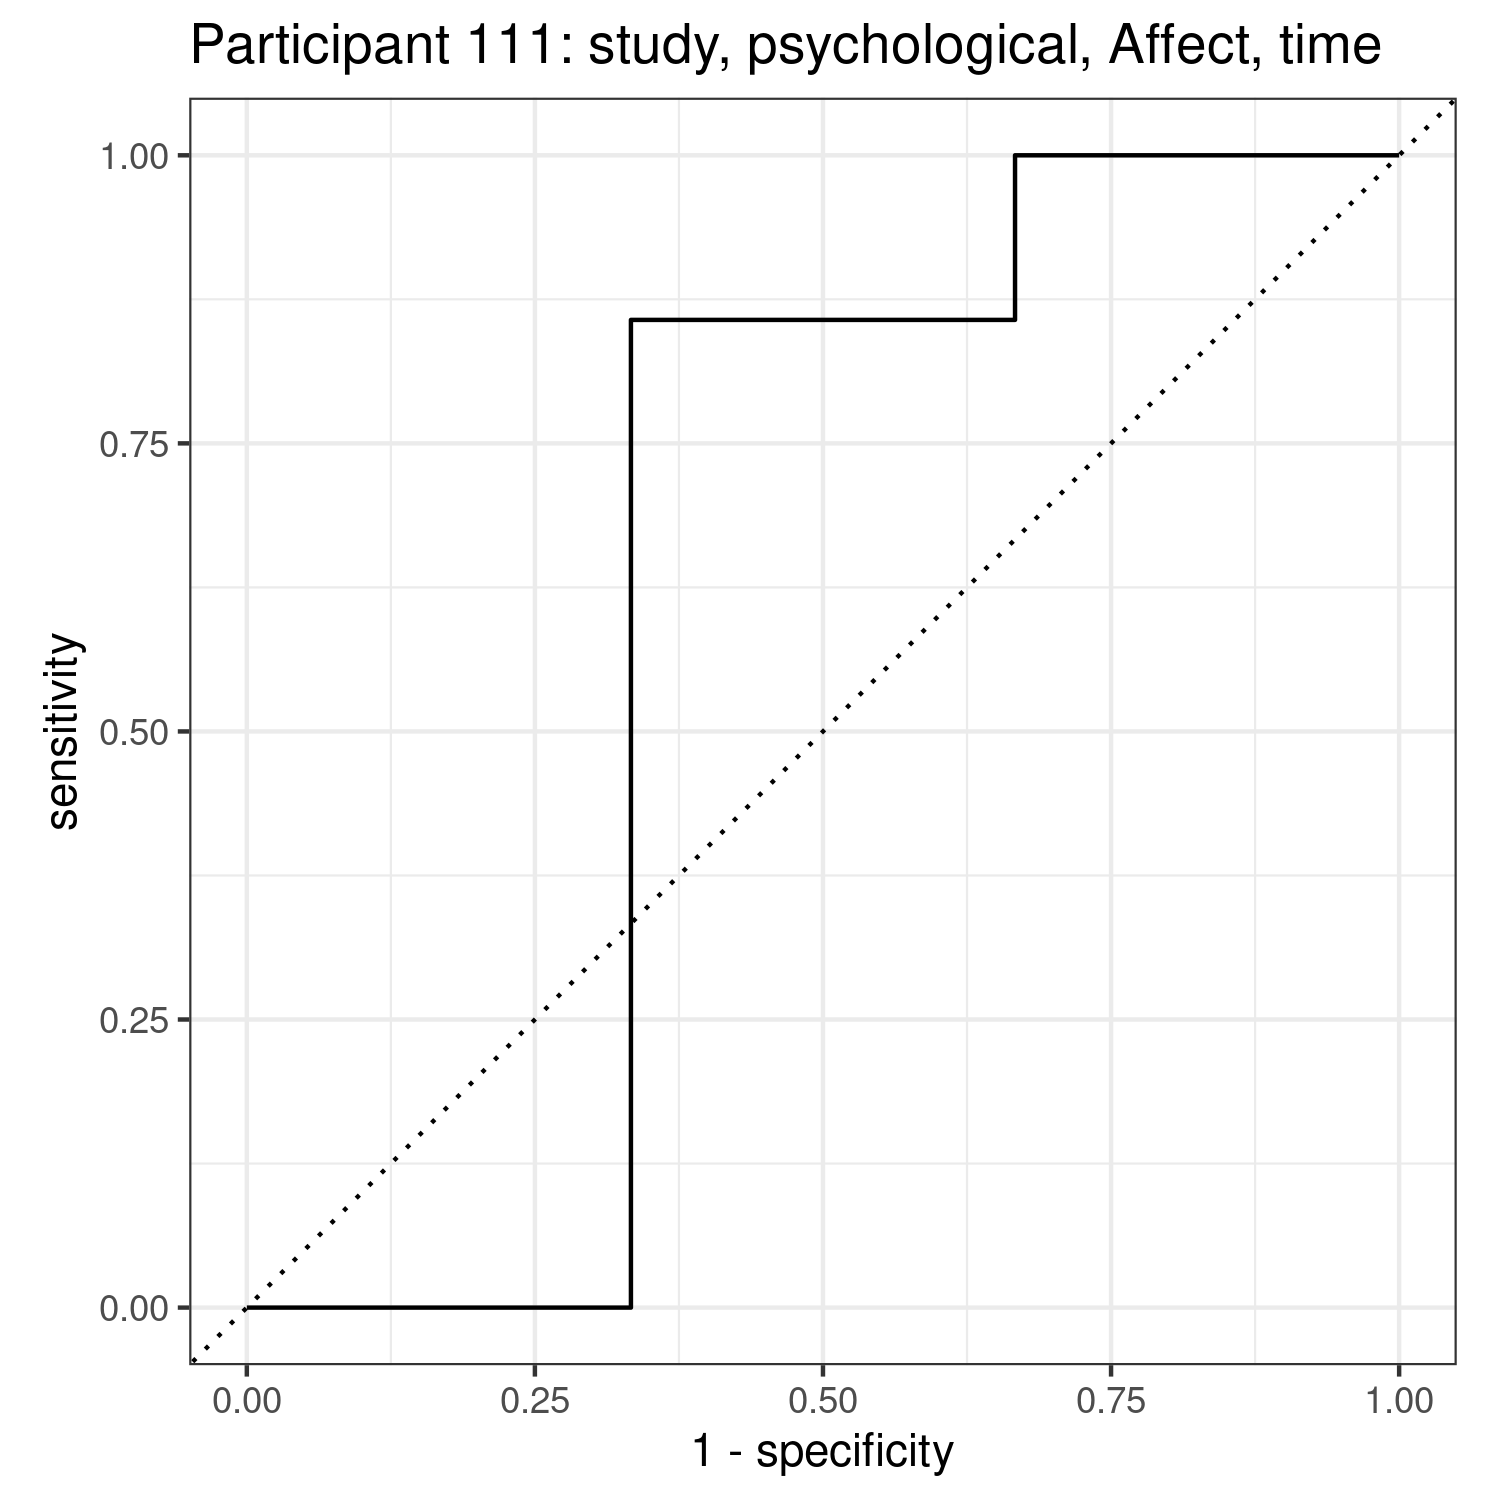 Participant 111: study, psychological, Affect, time
1.00
0.75
0.50
0.25
0.00
sensitivity
0.00 0.25 0.50 0.75 1.00
1 - specificity